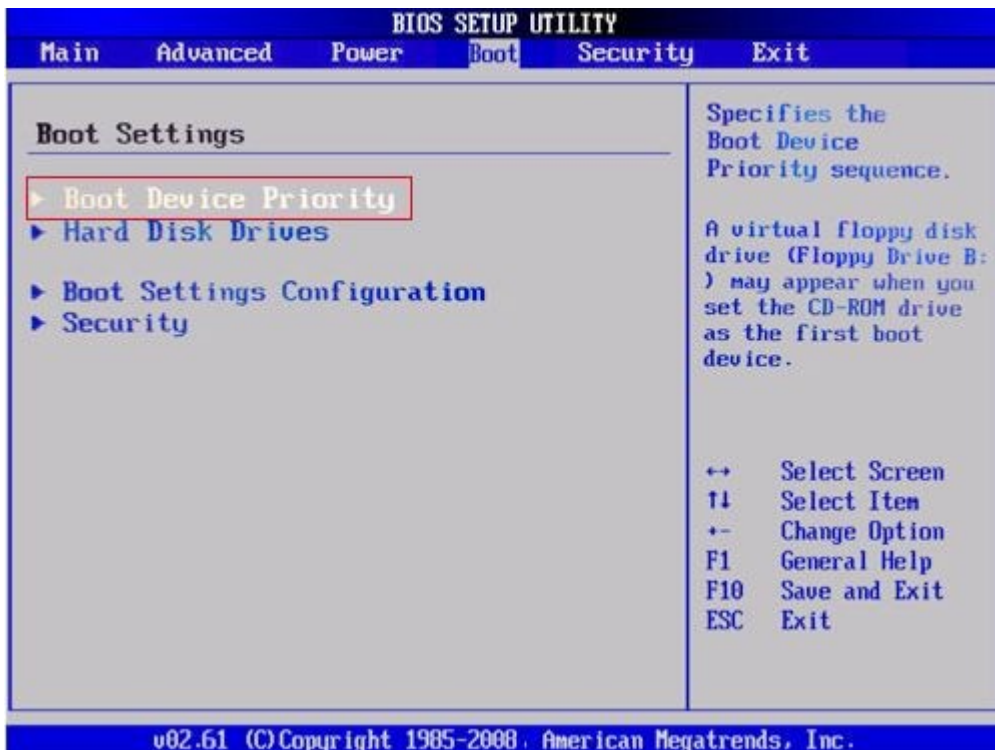 BIOS SETUP UTILITY
Main Advanced Power Boot Security Exit
Boot Settings
► Boot Device Priority
► Hard Disk Drives
► Boot Settings Configuration
► Security
Specifies the
Boot Device
Priority sequence.
A virtual floppy disk
drive (Floppy Drive B:
) may appear when you
set the CD-ROM drive
as the first boot
device.
↔ Select Screen
↑↓ Select Item
+- Change Option
F1 General Help
F10 Save and Exit
ESC Exit
v02.61 (C)Copyright 1985-2008, American Megatrends, Inc.